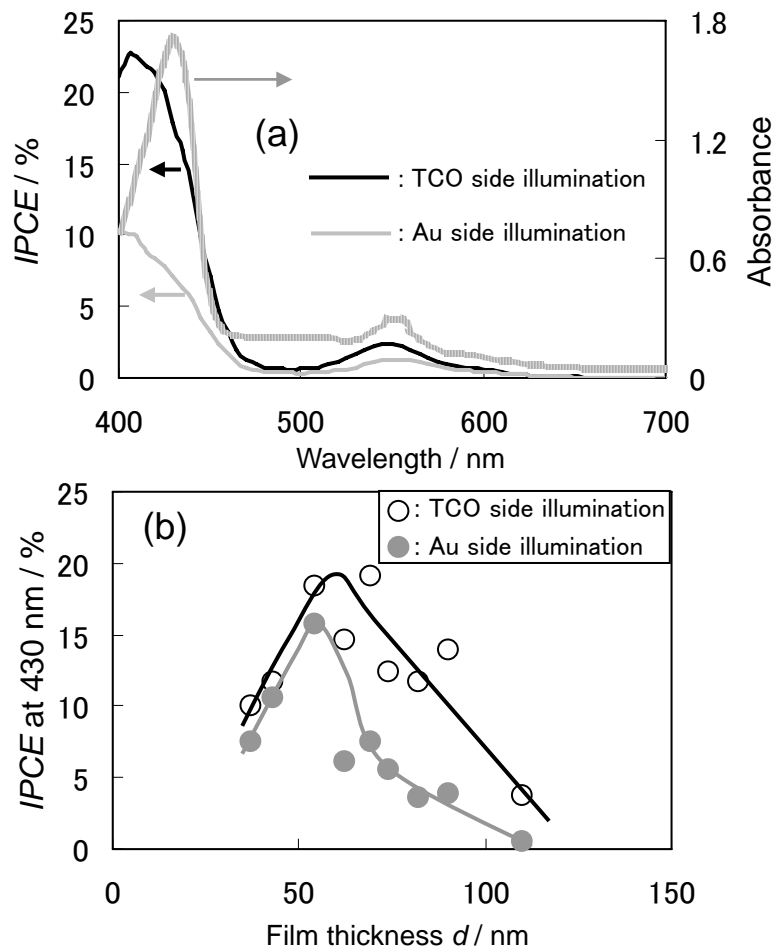 25
20
15
10
5
0
IPCE / %
1.8
1.2
0.6
0
Absorbance
(a)
: TCO side illumination
: Au side illumination
400
500
600
700
Wavelength / nm
25
20
15
10
5
0
IPCE at 430 nm / %
(b)
: TCO side illumination
: Au side illumination
0
50
100
150
Film thickness d / nm